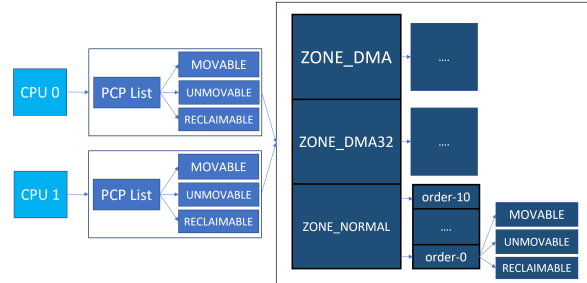 CPU 0
PCP List
MOVABLE
UNMOVABLE
RECLAIMABLE
CPU 1
PCP List
MOVABLE
UNMOVABLE
RECLAIMABLE
ZONE_DMA
....
ZONE_DMA32
....
ZONE_NORMAL
order-10
....
order-0
MOVABLE
UNMOVABLE
RECLAIMABLE